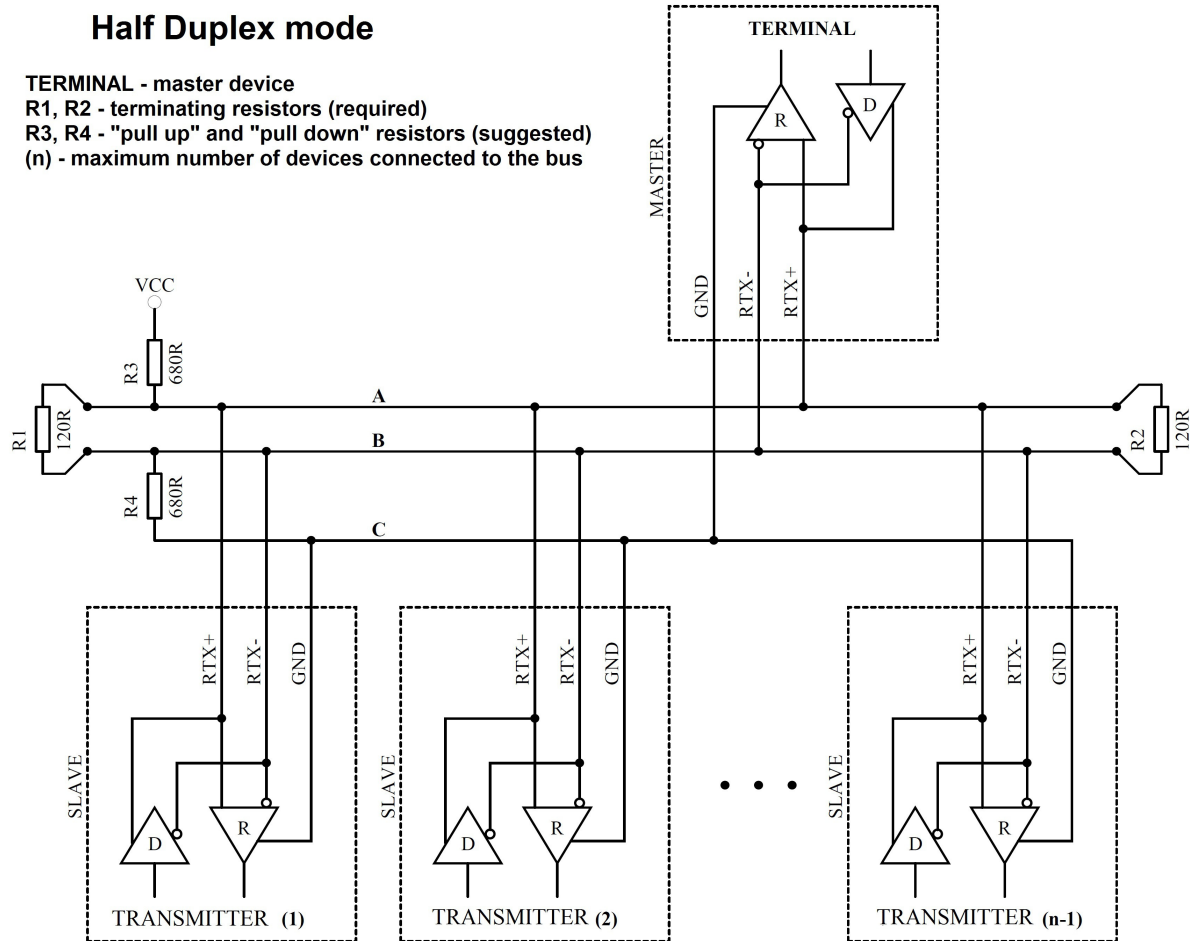 Half Duplex mode
TERMINAL - master device
R1, R2 - terminating resistors (required)
R3, R4 - "pull up" and "pull down" resistors (suggested)
(n) - maximum number of devices connected to the bus
TERMINAL
R
D
MASTER
GND
RTX-
RTX+
VCC
R3
680R
R1
120R
A
B
R2
120R
R4
680R
C
RTX+
RTX-
GND
SLAVE
D
R
TRANSMITTER (1)
RTX+
RTX-
GND
SLAVE
D
R
TRANSMITTER (2)
RTX+
RTX-
GND
SLAVE
D
R
TRANSMITTER (n-1)